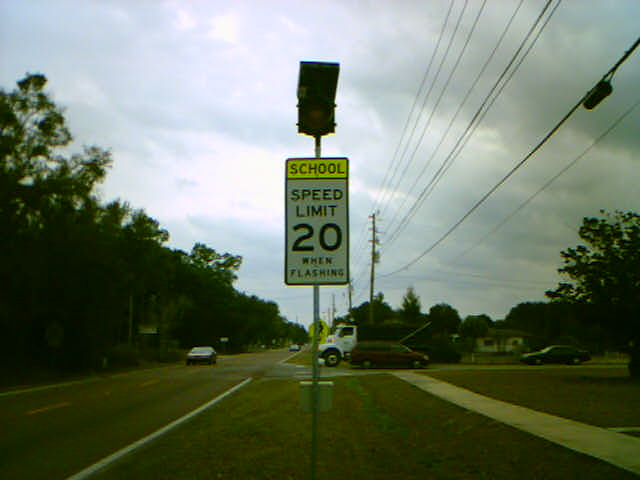 SCHOOL
SPEED
LIMIT
20
WHEN
FLASHING